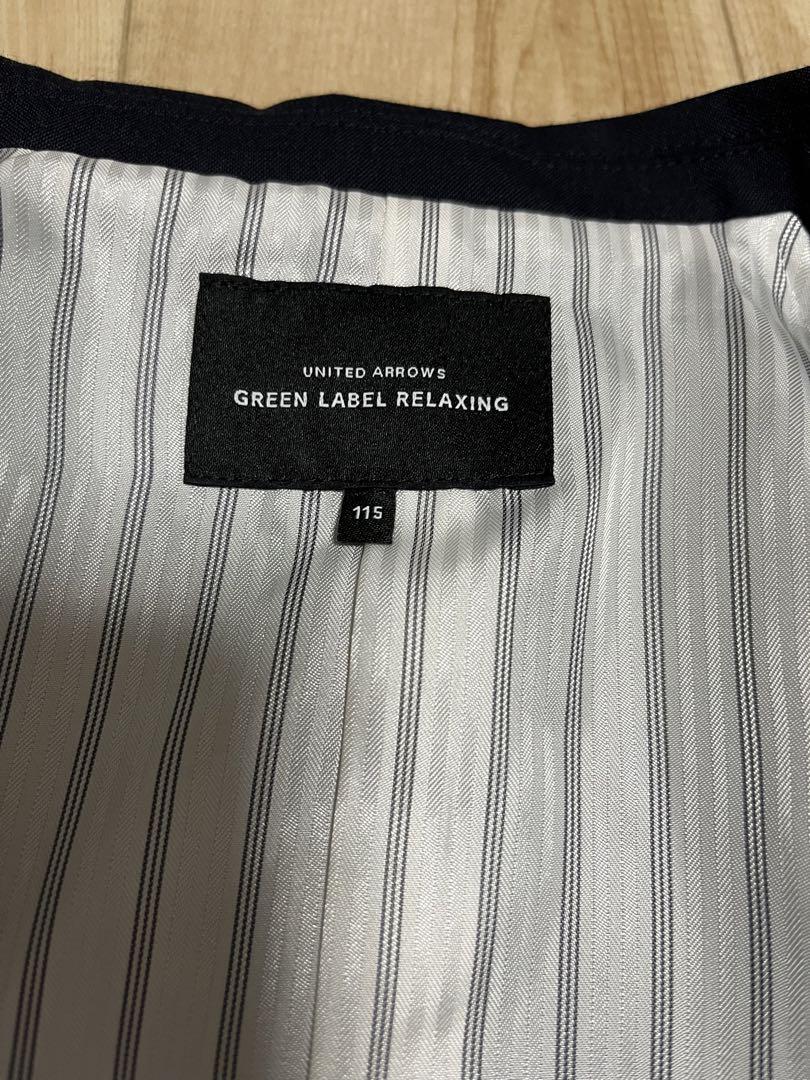 UNITED ARROWS
GREEN LABEL RELAXING
115